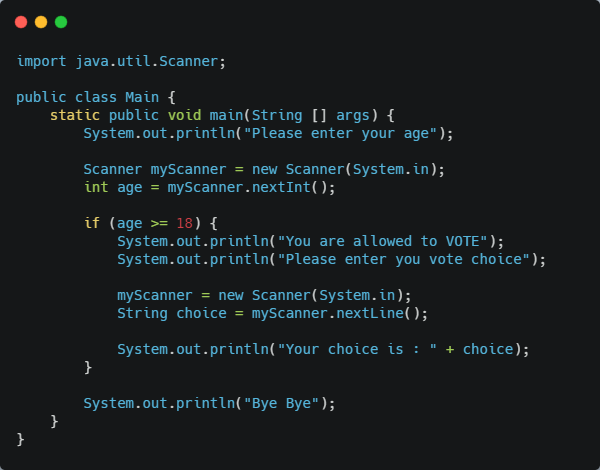 import java.util.Scanner;
public class Main {
static public void main(String [] args) {
System.out.println("Please enter your age");
Scanner myScanner = new Scanner(System.in);
int age = myScanner.nextInt();
if (age >= 18) {
System.out.println("You are allowed to VOTE");
System.out.println("Please enter you vote choice");
myScanner = new Scanner(System.in);
String choice = myScanner.nextLine();
System.out.println("Your choice is : " + choice);
}
System.out.println("Bye Bye");
}
}